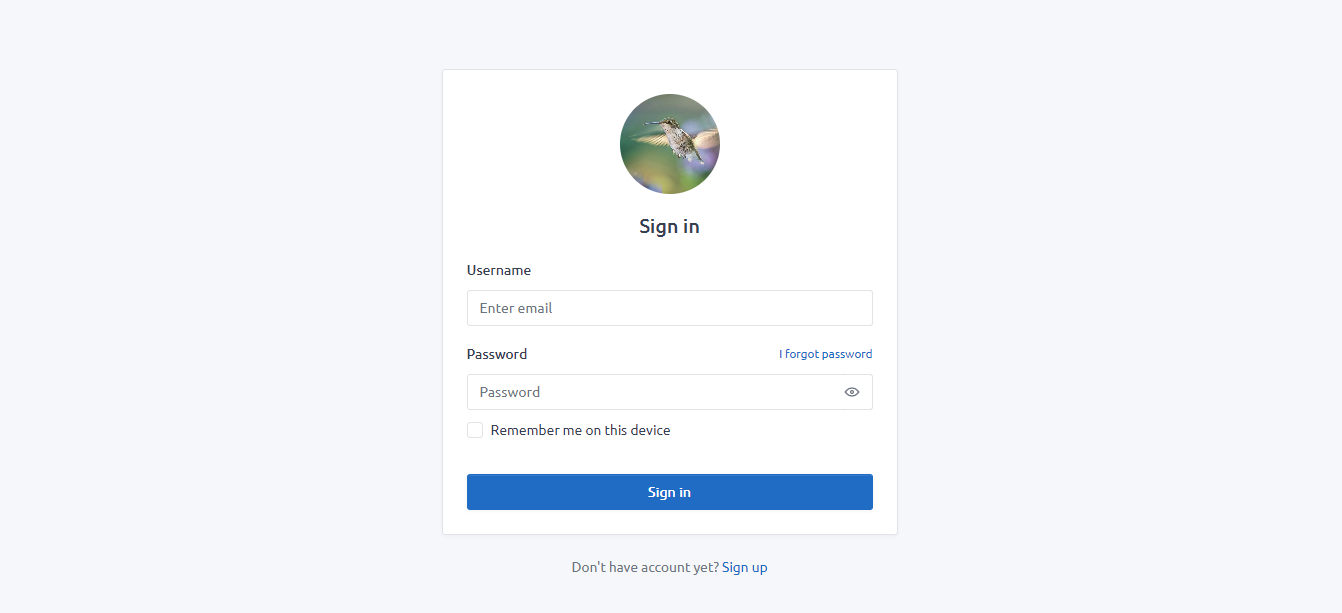 Sign in
Username
Enter email
Password I forgot password
Password
Remember me on this device
Sign in
Don't have account yet? Sign up